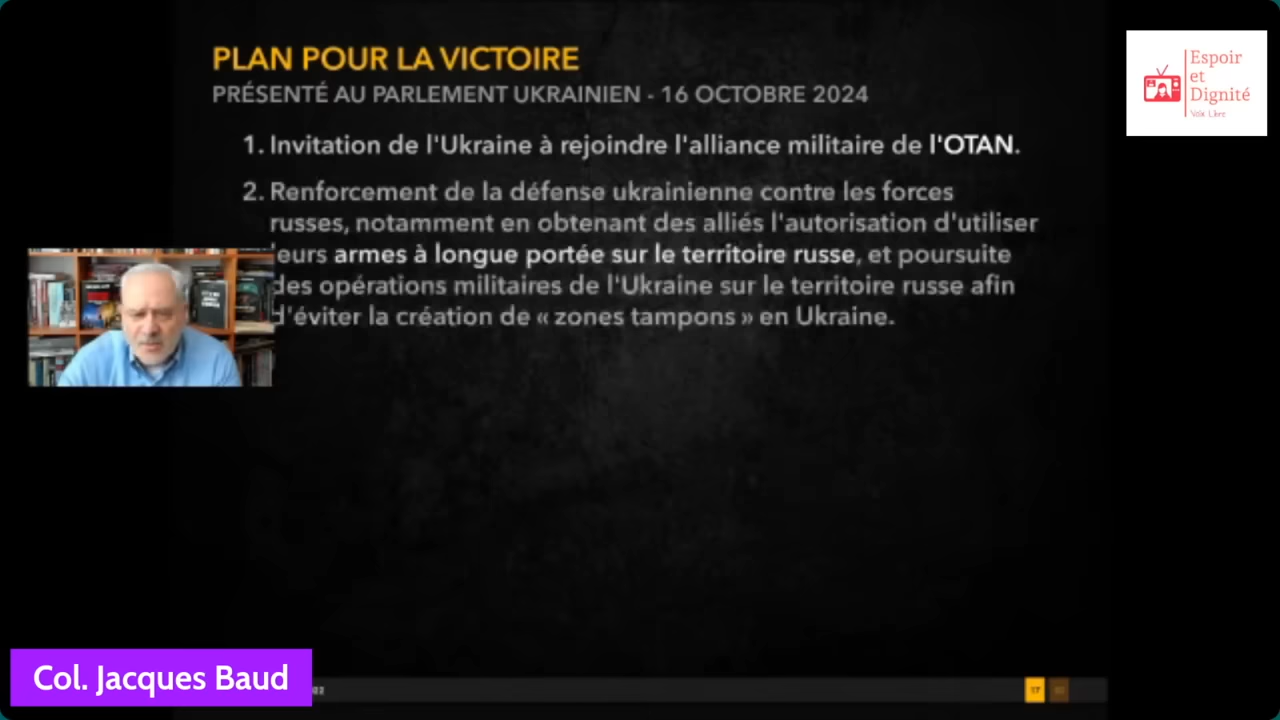 PLAN POUR LA VICTOIRE
PRÉSENTÉ AU PARLEMENT UKRAINIEN - 16 OCTOBRE 2024
1. Invitation de l'Ukraine à rejoindre l'alliance militaire de l'OTAN.
2. Renforcement de la défense ukrainienne contre les forces
russes, notamment en obtenant des alliés l'autorisation d'utiliser
leurs armes à longue portée sur le territoire russe, et poursuite
des opérations militaires de l'Ukraine sur le territoire russe afin
d'éviter la création de « zones tampons » en Ukraine.
Espoir
et
Dignité
Col. Jacques Baud
17